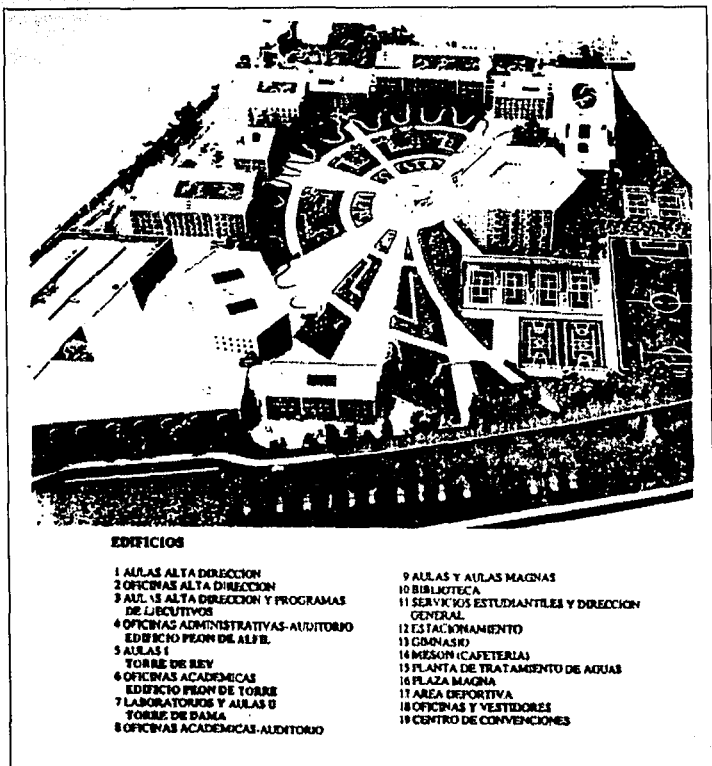 EDIFICIOS
1 AULAS ALTA DIRECCION
2 OFICINAS ALTA DIRECCION
3 AULAS ALTA DIRECCION Y PROGRAMAS
DE EJECUTIVOS
4 OFICINAS ADMINISTRATIVAS-AUDITORIO
EDIFICIO PEON DE ALFIL
5 AULAS I
TORRE DE REY
6 OFICINAS ACADEMICAS
EDIFICIO PEON DE TORRE
7 LABORATORIOS Y AULAS II
TORRE DE DAMA
8 OFICINAS ACADEMICAS-AUDITORIO
9 AULAS Y AULAS MAGNAS
10 BIBLIOTECA
11 SERVICIOS ESTUDIANTILES Y DIRECCION
GENERAL
12 ESTACIONAMIENTO
13 GIMNASIO
14 MESON (CAFETERIA)
15 PLANTA DE TRATAMIENTO DE AGUAS
16 PLAZA MAGNA
17 AREA DEPORTIVA
18 OFICINAS Y VESTIDORES
19 CENTRO DE CONVENCIONES